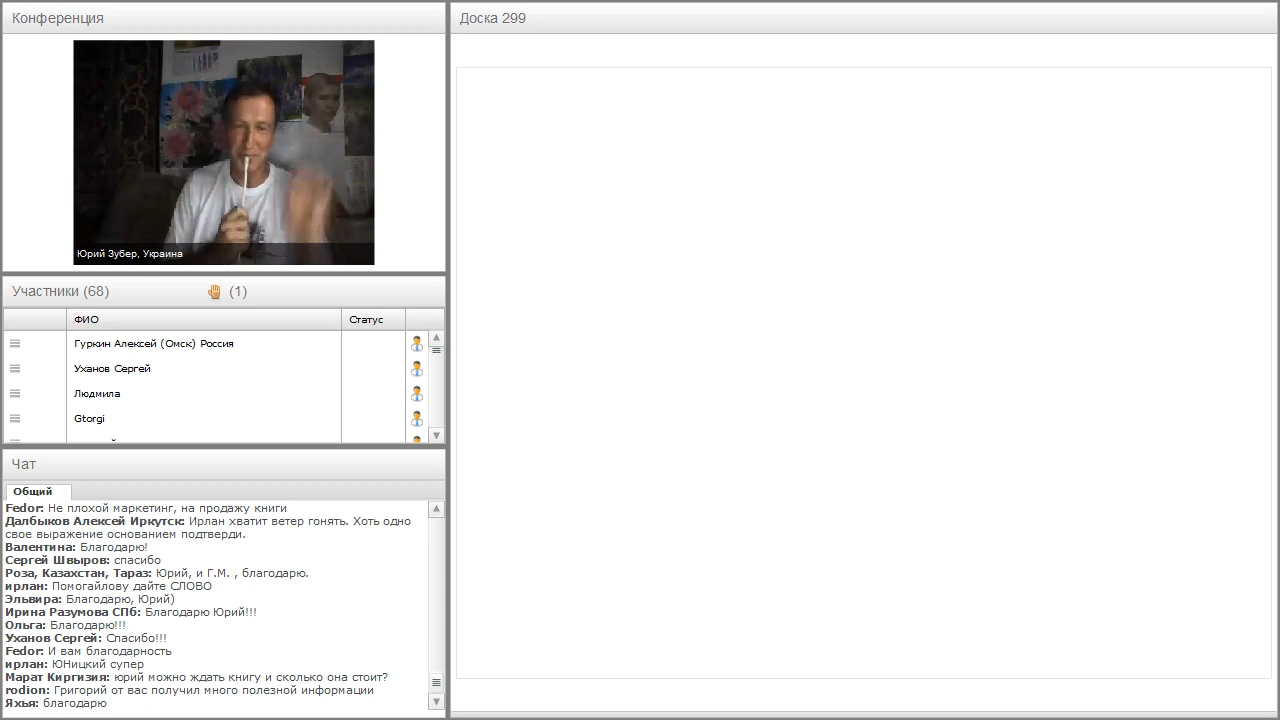 Конференция
Юрий Зубер, Украина
Участники (68)
(1)
ФИО
Статус
Гуркин Алексей (Омск) Россия
Уханов Сергей
Людмила
Gtorgi
Чат
Общий
Fedor: Не плохой маркетинг, на продажу книги
Далбыков Алексей Иркутск: Ирлан хватит ветер гонять. Хоть одно
свое выражение основанием подтверди.
Валентина: Благодарю!
Сергей Швыров: спасибо
Роза, Казахстан, Тараз: Юрий, и Г.М. , благодарю.
ирлан: Помогайлову дайте СЛОВО
Эльвира: Благодарю, Юрий)
Ирина Разумова СПб: Благодарю Юрий!!!
Ольга: Благодарю!!!
Уханов Сергей: Спасибо!!!
Fedor: И вам благодарность
ирлан: ЮНицкий супер
Марат Киргизия: юрий можно ждать книгу и сколько она стоит?
rodion: Григорий от вас получил много полезной информации
Яхья: благодарю
Доска 299